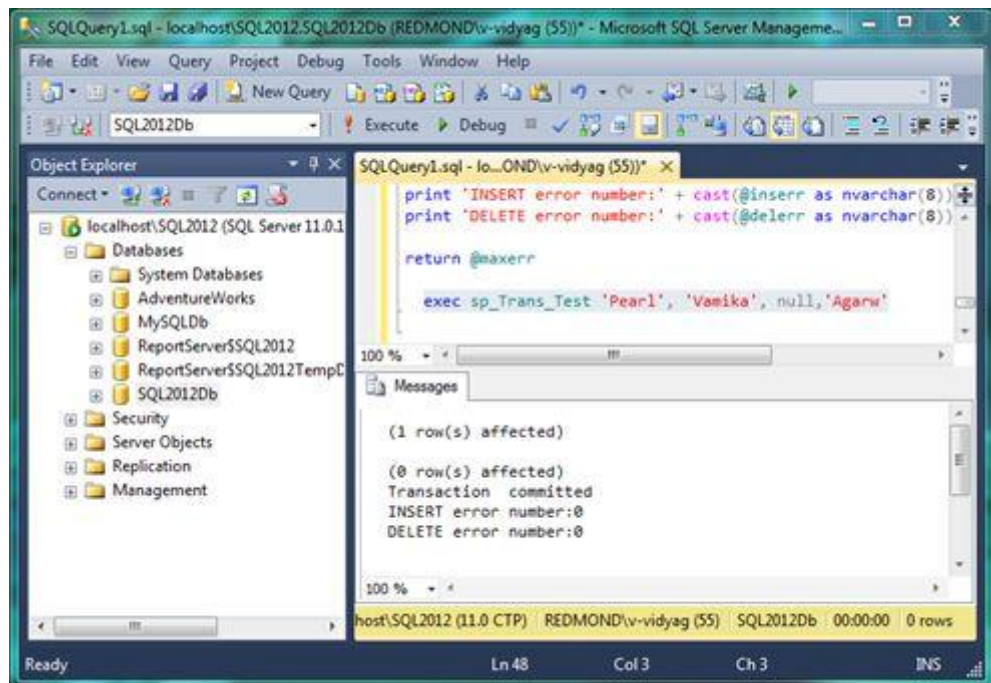 SQLQuery1.sql - localhost\SQL2012.SQL2012Db (REDMOND\v-vidyag (55))* - Microsoft SQL Server Manageme...
File Edit View Query Project Debug Tools Window Help
New Query
SQL2012Db Execute Debug
Object Explorer
Connect
localhost\SQL2012 (SQL Server 11.0.1
Databases
System Databases
AdventureWorks
MySQLDb
ReportServer$SQL2012
ReportServer$SQL2012TempD
SQL2012Db
Security
Server Objects
Replication
Management
SQLQuery1.sql - lo...OND\v-vidyag (55))*
print 'INSERT error number:' + cast(@inserr as nvarchar(8))
print 'DELETE error number:' + cast(@delerr as nvarchar(8))
return @maxerr
exec sp_Trans_Test 'Pearl', 'Vamika', null,'Agarw'
100 %
Messages
(1 row(s) affected)
(0 row(s) affected)
Transaction committed
INSERT error number:0
DELETE error number:0
100 %
host\SQL2012 (11.0 CTP) REDMOND\v-vidyag (55) SQL2012Db 00:00:00 0 rows
Ready Ln 48 Col 3 Ch 3 INS